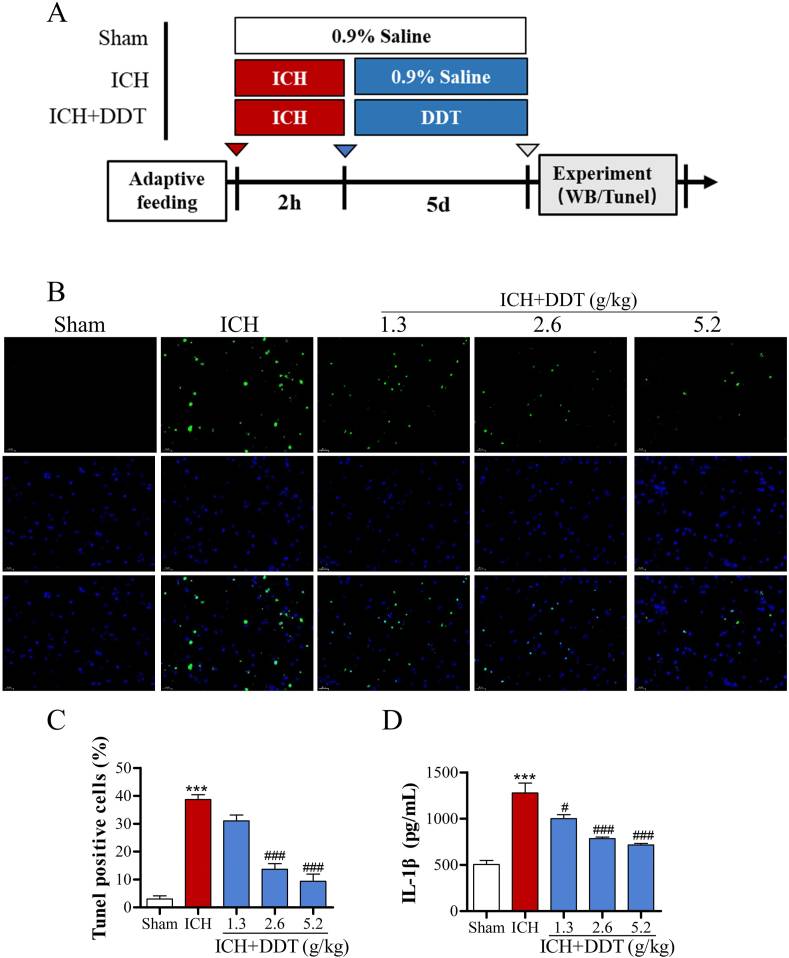 A
Sham
0.9% Saline
ICH
ICH
0.9% Saline
ICH+DDT
ICH
DDT
Adaptive
feeding
2h
5d
Experiment
(WB/Tunel)
B
ICH+DDT (g/kg)
Sham
ICH
1.3
2.6
5.2
C
Tunel positive cells (%)
50
40
30
20
10
0
***
###
###
Sham
ICH
1.3
2.6
5.2
ICH+DDT (g/kg)
D
IL-1β (pg/mL)
1500
1000
500
0
***
#
###
###
Sham
ICH
1.3
2.6
5.2
ICH+DDT (g/kg)